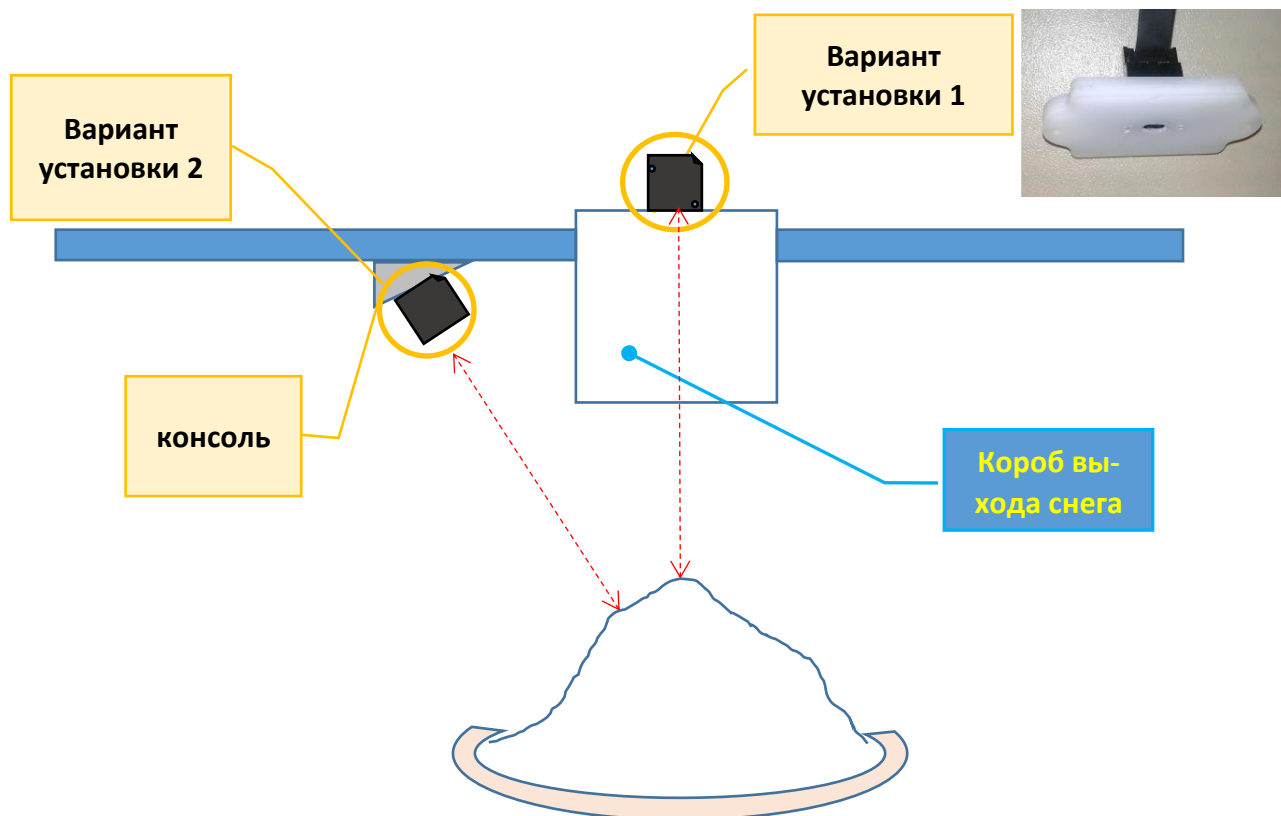 Вариант
установки 1
Вариант
установки 2
консоль
Короб вы-
хода снега